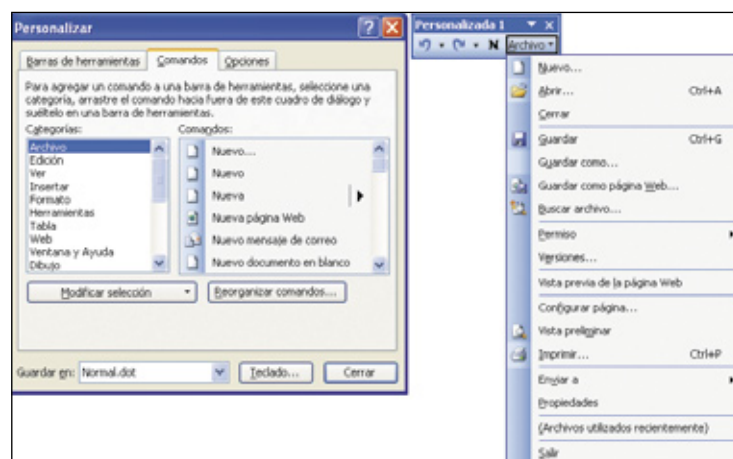 Personalizar
Barras de herramientas Comandos Opciones
Para agregar un comando a una barra de herramientas, seleccione una
categoría, arrastre el comando hacia fuera de este cuadro de diálogo y
suéltelo en una barra de herramientas.
Categorías: Comandos:
Archivo
Edición
Ver
Insertar
Formato
Herramientas
Tabla
Web
Ventana y Ayuda
Dibujo
Nuevo...
Nuevo
Nueva
Nueva página Web
Nuevo mensaje de correo
Nuevo documento en blanco
Modificar selección Reorganizar comandos...
Guardar en: Normal.dot Teclado... Cerrar
Personalizada 1
N Archivo
Nuevo...
Abrir... Ctrl+A
Cerrar
Guardar Ctrl+G
Guardar como...
Guardar como página Web...
Buscar archivo...
Permiso
Versiones...
Vista previa de la página Web
Configurar página...
Vista preliminar
Imprimir... Ctrl+P
Enviar a
Propiedades
(Archivos utilizados recientemente)
Salir